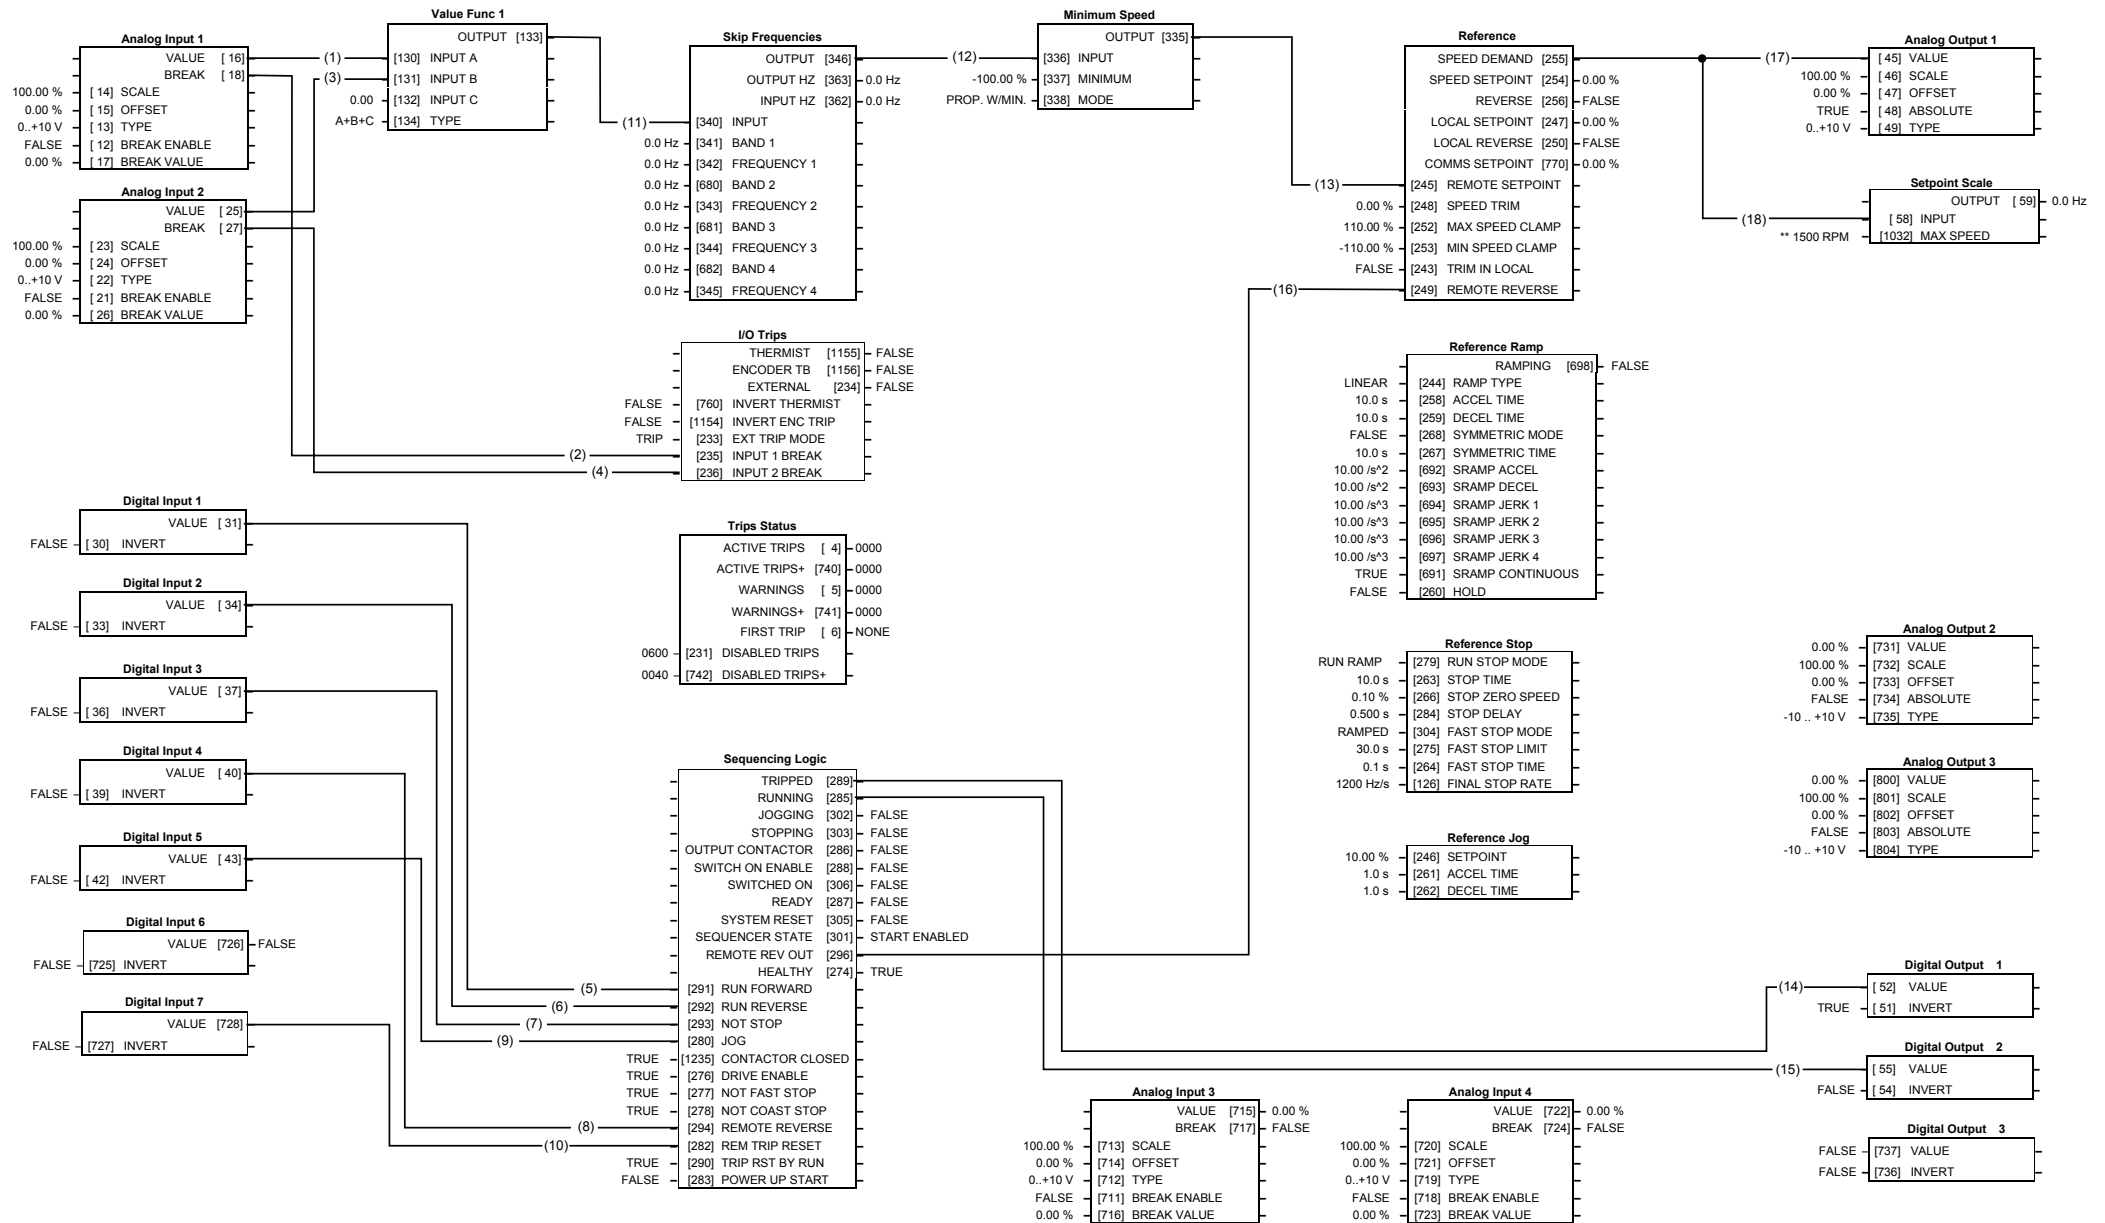 Analog Input 1
VALUE [ 16]
BREAK [ 18]
100.00 % [ 14] SCALE
0.00 % [ 15] OFFSET
0..+10 V [ 13] TYPE
FALSE [ 12] BREAK ENABLE
0.00 % [ 17] BREAK VALUE
Analog Input 2
VALUE [ 25]
BREAK [ 27]
100.00 % [ 23] SCALE
0.00 % [ 24] OFFSET
0..+10 V [ 22] TYPE
FALSE [ 21] BREAK ENABLE
0.00 % [ 26] BREAK VALUE
(1)
(3)
Value Func 1
OUTPUT [133]
[130] INPUT A
[131] INPUT B
0.00 [132] INPUT C
A+B+C [134] TYPE
(11)
Skip Frequencies
OUTPUT [346]
OUTPUT HZ [363] 0.0 Hz
INPUT HZ [362] 0.0 Hz
[340] INPUT
0.0 Hz [341] BAND 1
0.0 Hz [342] FREQUENCY 1
0.0 Hz [680] BAND 2
0.0 Hz [343] FREQUENCY 2
0.0 Hz [681] BAND 3
0.0 Hz [344] FREQUENCY 3
0.0 Hz [682] BAND 4
0.0 Hz [345] FREQUENCY 4
(12)
Minimum Speed
OUTPUT [335]
[336] INPUT
-100.00 % [337] MINIMUM
PROP. W/MIN. [338] MODE
(13)
(16)
Reference
SPEED DEMAND [255]
SPEED SETPOINT [254] 0.00 %
REVERSE [256] FALSE
LOCAL SETPOINT [247] 0.00 %
LOCAL REVERSE [250] FALSE
COMMS SETPOINT [770] 0.00 %
[245] REMOTE SETPOINT
0.00 % [248] SPEED TRIM
110.00 % [252] MAX SPEED CLAMP
-110.00 % [253] MIN SPEED CLAMP
FALSE [243] TRIM IN LOCAL
[249] REMOTE REVERSE
(17)
Analog Output 1
[ 45] VALUE
100.00 % [ 46] SCALE
0.00 % [ 47] OFFSET
TRUE [ 48] ABSOLUTE
0..+10 V [ 49] TYPE
(18)
Setpoint Scale
OUTPUT [ 59] 0.0 Hz
[ 58] INPUT
** 1500 RPM [1032] MAX SPEED
I/O Trips
THERMIST [1155] FALSE
ENCODER TB [1156] FALSE
EXTERNAL [234] FALSE
FALSE [760] INVERT THERMIST
FALSE [1154] INVERT ENC TRIP
TRIP [233] EXT TRIP MODE
(2) [235] INPUT 1 BREAK
(4) [236] INPUT 2 BREAK
Reference Ramp
RAMPING [698] FALSE
LINEAR [244] RAMP TYPE
10.0 s [258] ACCEL TIME
10.0 s [259] DECEL TIME
FALSE [268] SYMMETRIC MODE
10.0 s [267] SYMMETRIC TIME
10.00 /s^2 [692] SRAMP ACCEL
10.00 /s^2 [693] SRAMP DECEL
10.00 /s^3 [694] SRAMP JERK 1
10.00 /s^3 [695] SRAMP JERK 2
10.00 /s^3 [696] SRAMP JERK 3
10.00 /s^3 [697] SRAMP JERK 4
TRUE [691] SRAMP CONTINUOUS
FALSE [260] HOLD
Digital Input 1
VALUE [ 31]
FALSE [ 30] INVERT
Digital Input 2
VALUE [ 34]
FALSE [ 33] INVERT
Digital Input 3
VALUE [ 37]
FALSE [ 36] INVERT
Digital Input 4
VALUE [ 40]
FALSE [ 39] INVERT
Digital Input 5
VALUE [ 43]
FALSE [ 42] INVERT
Digital Input 6
VALUE [726] FALSE
FALSE [725] INVERT
Digital Input 7
VALUE [728]
FALSE [727] INVERT
Trips Status
ACTIVE TRIPS [ 4] 0000
ACTIVE TRIPS+ [740] 0000
WARNINGS [ 5] 0000
WARNINGS+ [741] 0000
FIRST TRIP [ 6] NONE
0600 [231] DISABLED TRIPS
0040 [742] DISABLED TRIPS+
Sequencing Logic
TRIPPED [289]
RUNNING [285]
JOGGING [302] FALSE
STOPPING [303] FALSE
OUTPUT CONTACTOR [286] FALSE
SWITCH ON ENABLE [288] FALSE
SWITCHED ON [306] FALSE
READY [287] FALSE
SYSTEM RESET [305] FALSE
SEQUENCER STATE [301] START ENABLED
REMOTE REV OUT [296]
HEALTHY [274] TRUE
(5) [291] RUN FORWARD
(6) [292] RUN REVERSE
(7) [293] NOT STOP
(9) [280] JOG
TRUE [1235] CONTACTOR CLOSED
TRUE [276] DRIVE ENABLE
TRUE [277] NOT FAST STOP
TRUE [278] NOT COAST STOP
(8) [294] REMOTE REVERSE
(10) [282] REM TRIP RESET
TRUE [290] TRIP RST BY RUN
FALSE [283] POWER UP START
Reference Stop
RUN RAMP [279] RUN STOP MODE
10.0 s [263] STOP TIME
0.10 % [266] STOP ZERO SPEED
0.500 s [284] STOP DELAY
RAMPED [304] FAST STOP MODE
30.0 s [275] FAST STOP LIMIT
0.1 s [264] FAST STOP TIME
1200 Hz/s [126] FINAL STOP RATE
Reference Jog
10.00 % [246] SETPOINT
1.0 s [261] ACCEL TIME
1.0 s [262] DECEL TIME
Analog Output 2
0.00 % [731] VALUE
100.00 % [732] SCALE
0.00 % [733] OFFSET
FALSE [734] ABSOLUTE
-10 .. +10 V [735] TYPE
Analog Output 3
0.00 % [800] VALUE
100.00 % [801] SCALE
0.00 % [802] OFFSET
FALSE [803] ABSOLUTE
-10 .. +10 V [804] TYPE
Digital Output 1
(14) [ 52] VALUE
TRUE [ 51] INVERT
Digital Output 2
(15) [ 55] VALUE
FALSE [ 54] INVERT
Digital Output 3
FALSE [737] VALUE
FALSE [736] INVERT
Analog Input 3
VALUE [715] 0.00 %
BREAK [717] FALSE
100.00 % [713] SCALE
0.00 % [714] OFFSET
0..+10 V [712] TYPE
FALSE [711] BREAK ENABLE
0.00 % [716] BREAK VALUE
Analog Input 4
VALUE [722] 0.00 %
BREAK [724] FALSE
100.00 % [720] SCALE
0.00 % [721] OFFSET
0..+10 V [719] TYPE
FALSE [718] BREAK ENABLE
0.00 % [723] BREAK VALUE